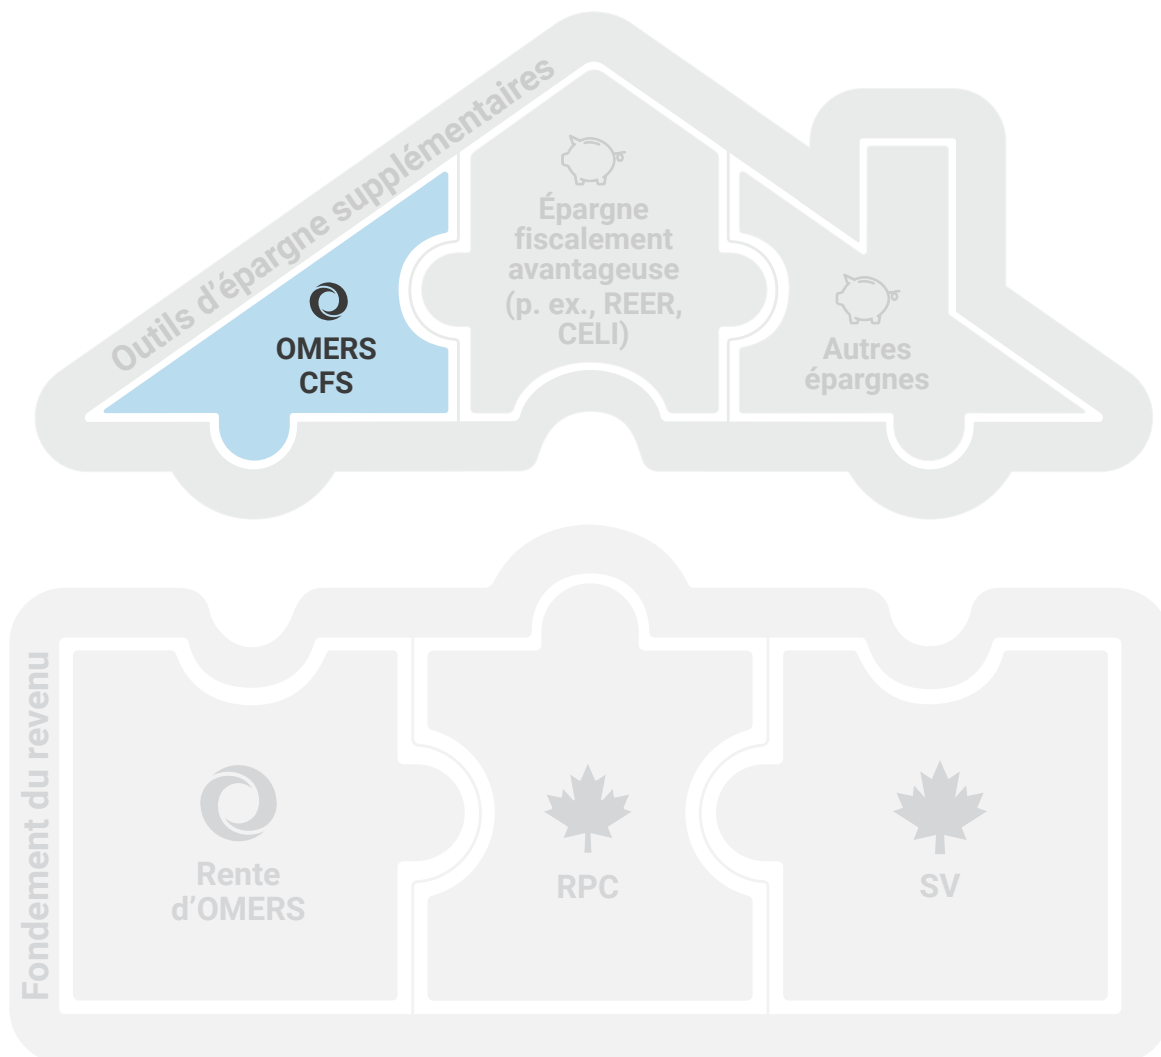 Outils d’épargne supplémentaires
OMERS
CFS
Épargne
fiscalement
avantageuse
(p. ex., REER,
CELI)
Autres
épargnes
Fondement du revenu
Rente
d’OMERS
RPC
SV